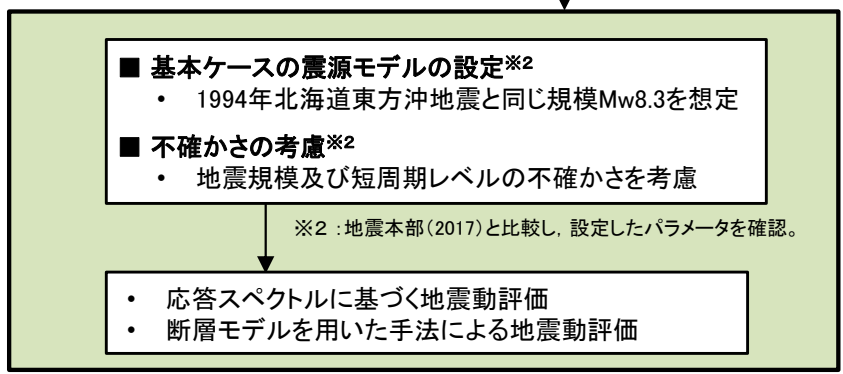 ■ 基本ケースの震源モデルの設定※2
• 1994年北海道東方沖地震と同じ規模Mw8.3を想定
■ 不確かさの考慮※2
• 地震規模及び短周期レベルの不確かさを考慮
※2 :地震本部(2017)と比較し，設定したパラメータを確認。
• 応答スペクトルに基づく地震動評価
• 断層モデルを用いた手法による地震動評価